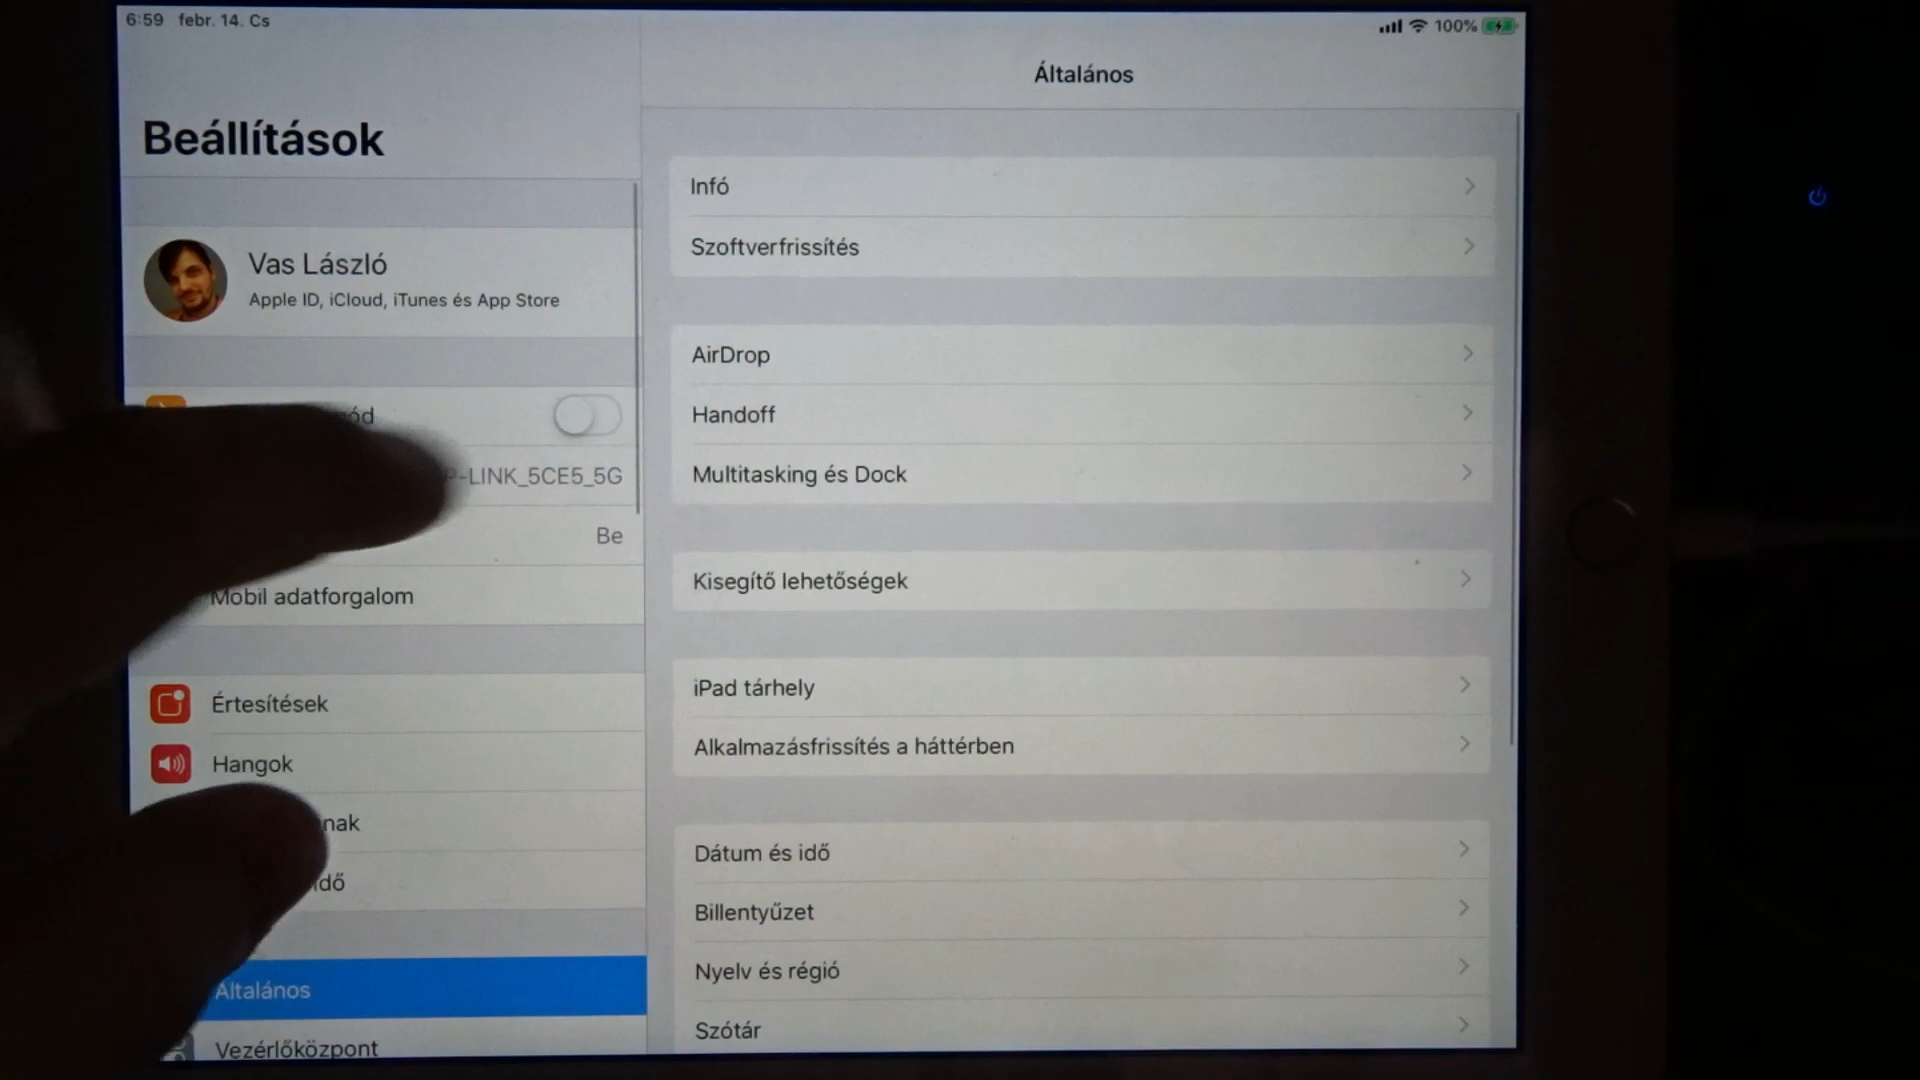 6:59 febr. 14. Cs
100%
Beállítások
Vas László
Apple ID, iCloud, iTunes és App Store
P-LINK_5CE5_5G
Be
Mobil adatforgalom
Értesítések
Hangok
Általános
Vezérlőközpont
Általános
Infó
Szoftverfrissítés
AirDrop
Handoff
Multitasking és Dock
Kisegítő lehetőségek
iPad tárhely
Alkalmazásfrissítés a háttérben
Dátum és idő
Billentyűzet
Nyelv és régió
Szótár